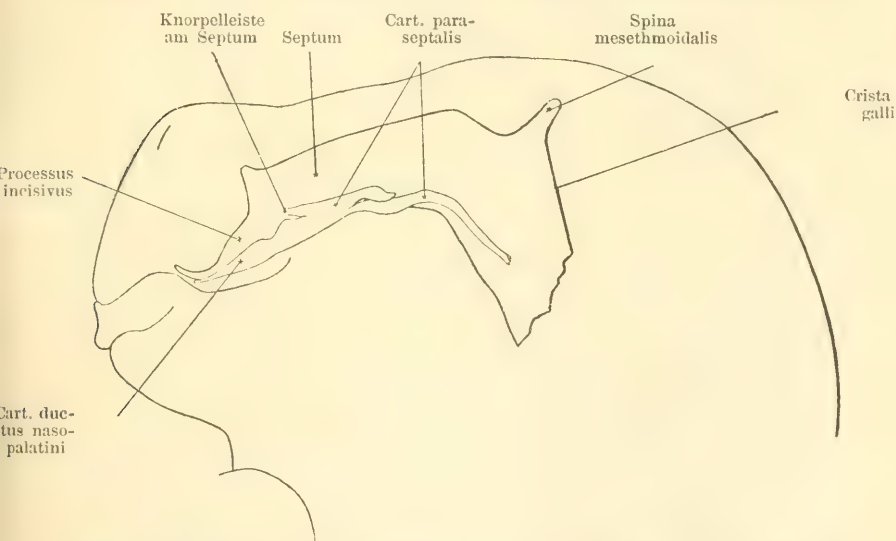 Knorpelleiste
am Septum
Septum
Cart. para-
septalis
Spina
mesethmoidalis
Crista
galli
Processus
incisivus
Cart. duc-
tus naso-
palatini